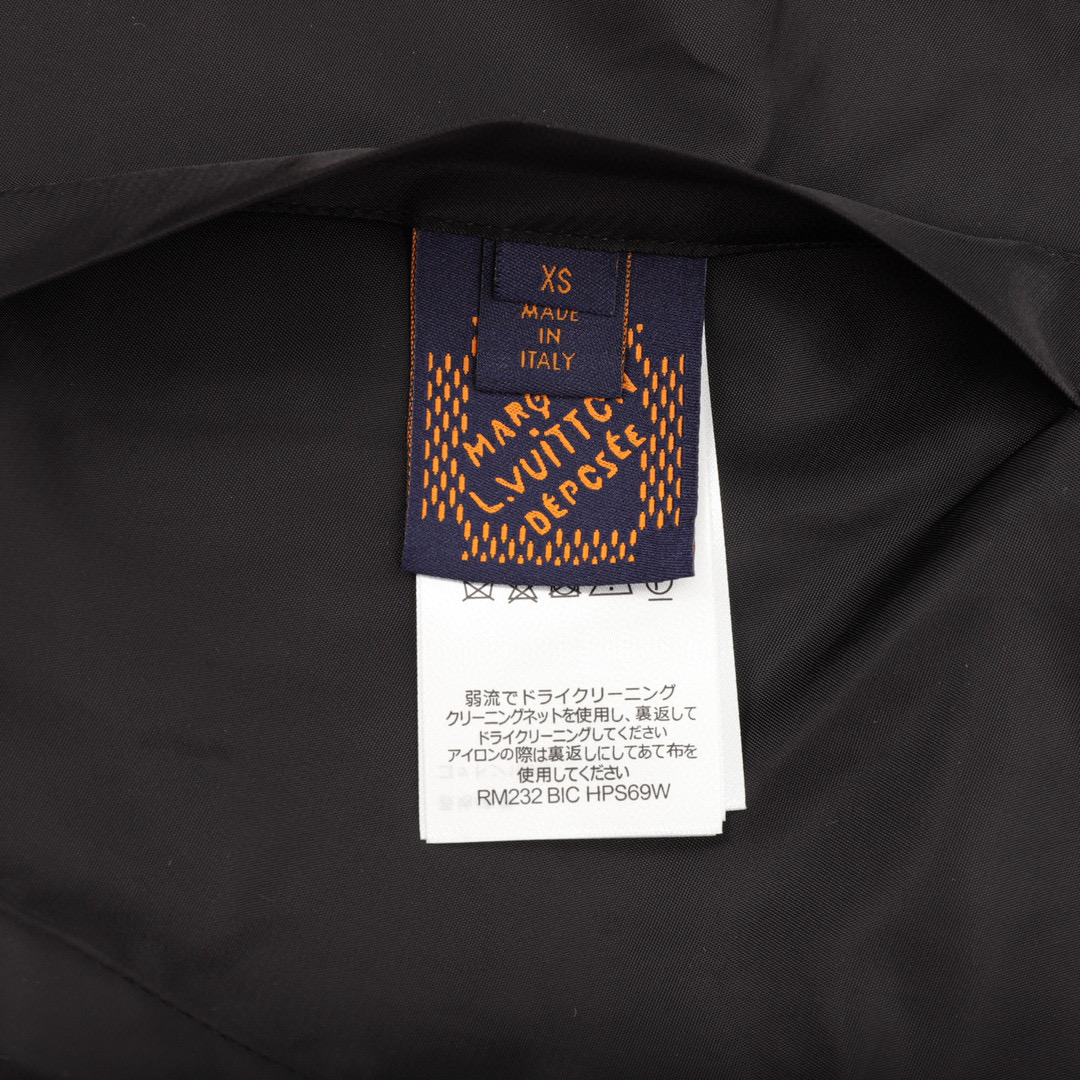 XS
MADE
IN
ITALY
MARQ
L.VUiTTON
DÉPOSÉE
弱流でドライクリーニング
クリーニングネットを使用し、裏返して
ドライクリーニングしてください
アイロンの際は裏返しにしてあて布を
使用してください
RM232 BIC HPS69W